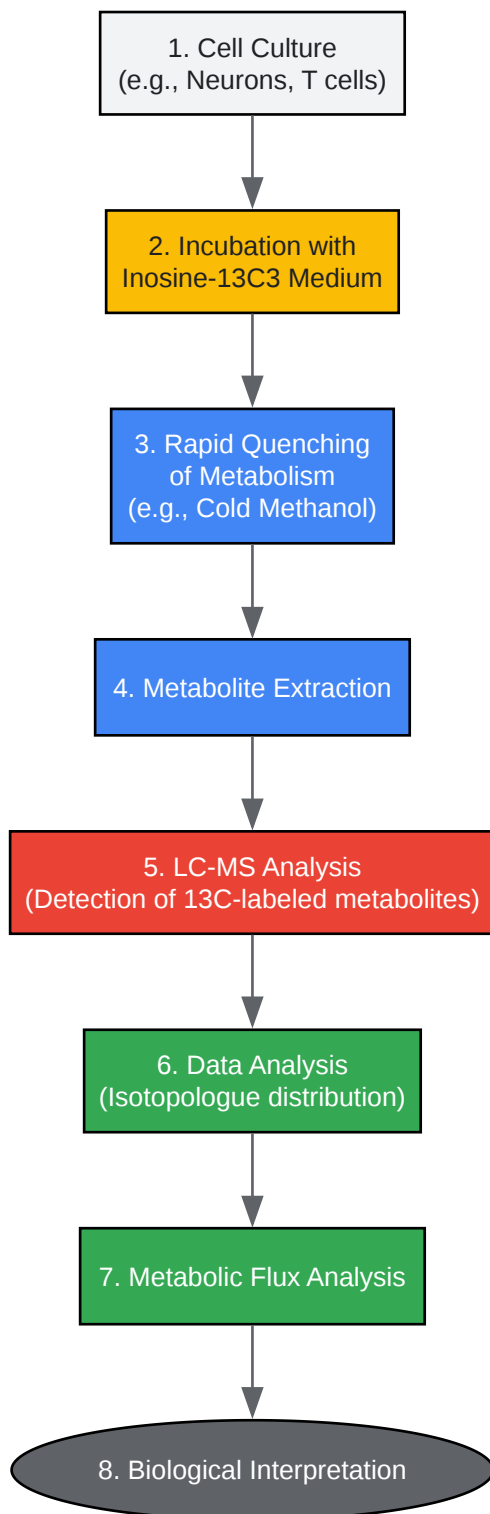 1. Cell Culture
(e.g., Neurons, T cells)
2. Incubation with
Inosine-13C3 Medium
3. Rapid Quenching
of Metabolism
(e.g., Cold Methanol)
4. Metabolite Extraction
5. LC-MS Analysis
(Detection of 13C-labeled metabolites)
6. Data Analysis
(Isotopologue distribution)
7. Metabolic Flux Analysis
8. Biological Interpretation